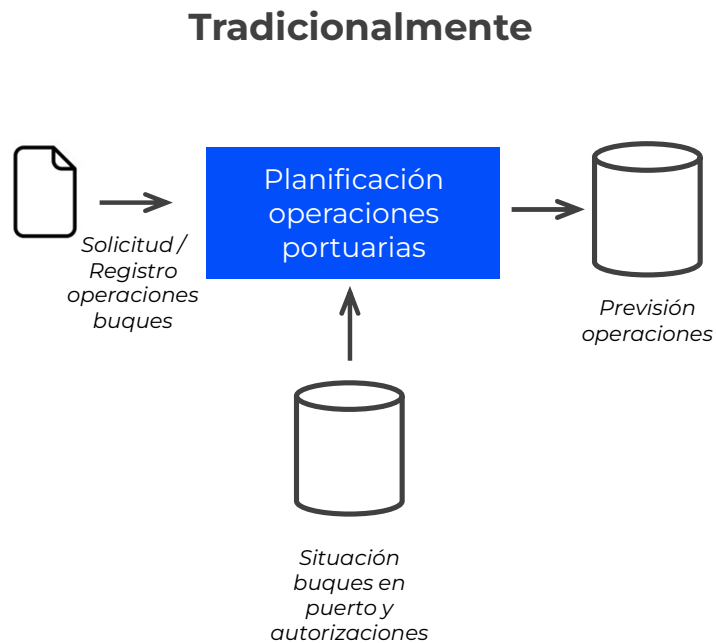 Tradicionalmente
Planificación
operaciones
portuarias
Solicitud /
Registro
operaciones
buques
Previsión
operaciones
Situación
buques en
puerto y
autorizaciones